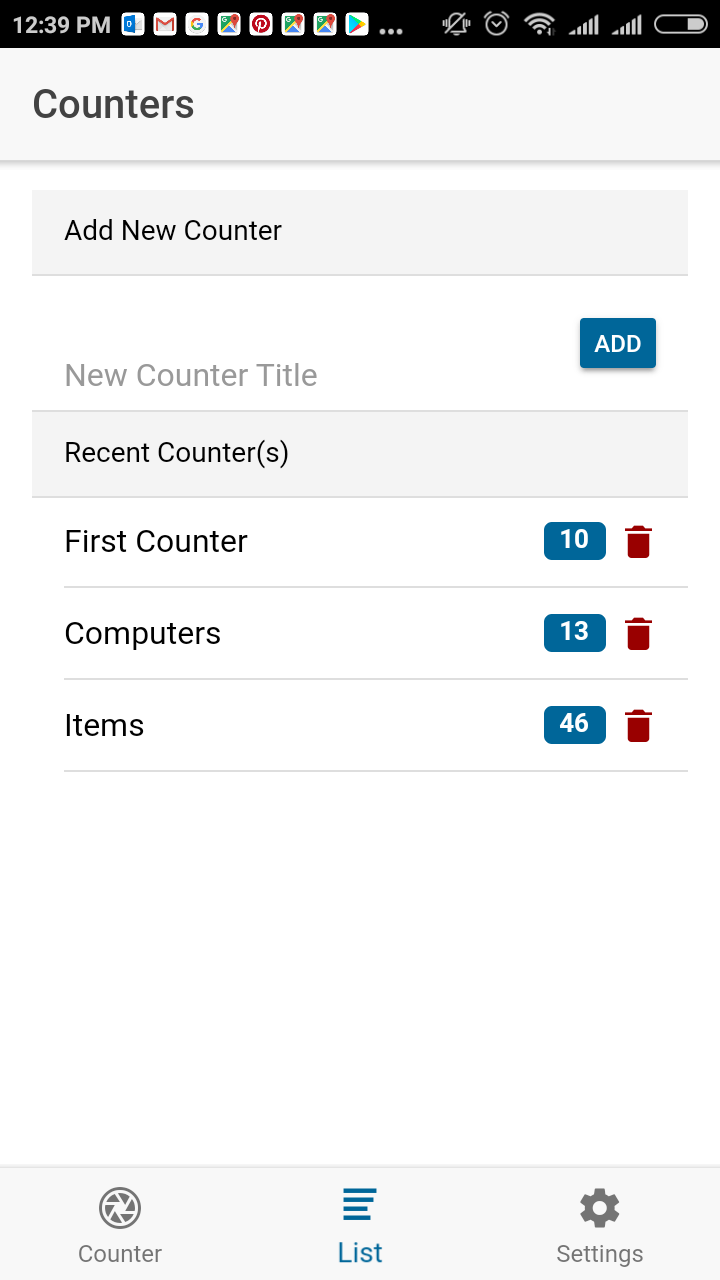 12:39 PM
Counters
Add New Counter
ADD
New Counter Title
Recent Counter(s)
First Counter 10
Computers 13
Items 46
Counter List Settings